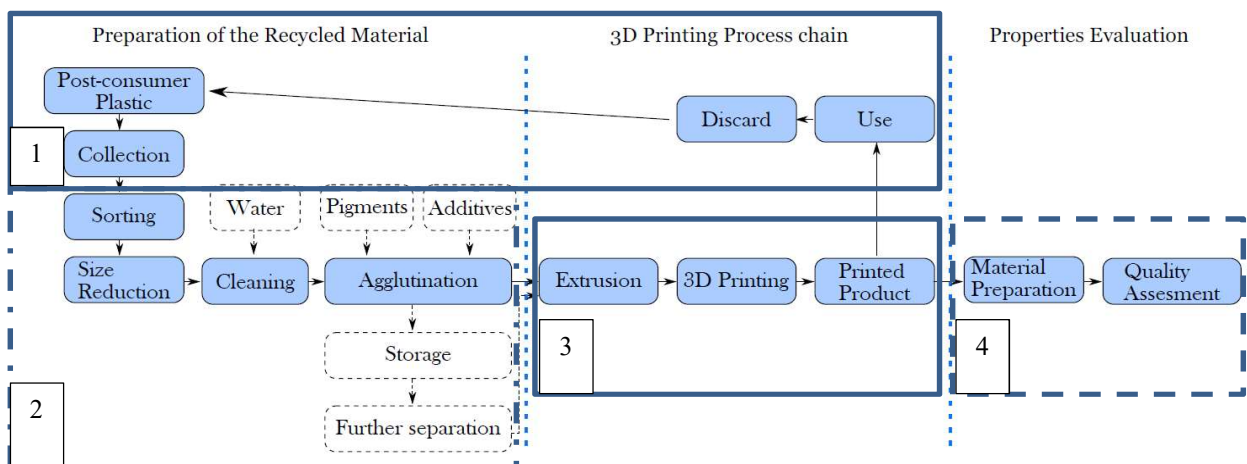 Preparation of the Recycled Material
3D Printing Process chain
Properties Evaluation
Post-consumer
Plastic
Discard
Use
1
Collection
Sorting
Water
Pigments
Additives
Size
Reduction
Cleaning
Agglutination
Extrusion
3D Printing
Printed
Product
Material
Preparation
Quality
Assesment
Storage
3
4
2
Further separation